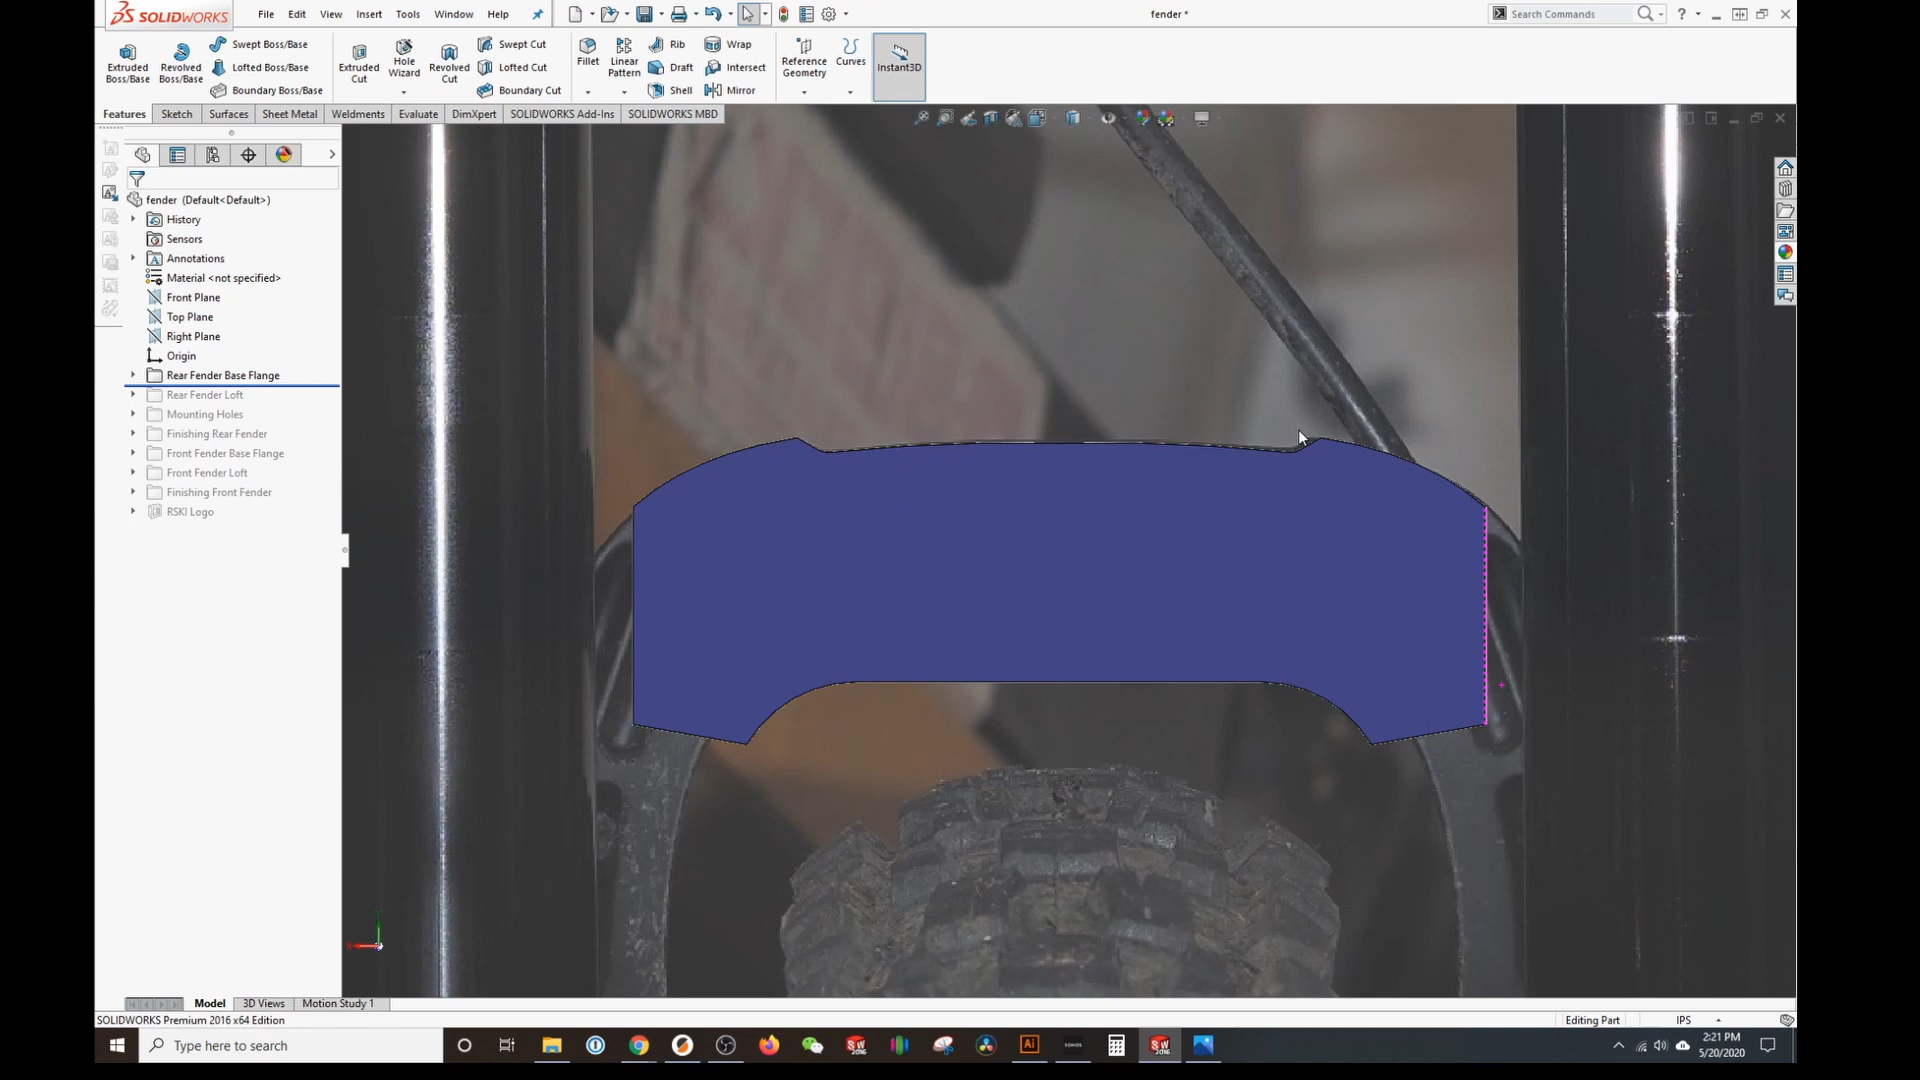 SOLIDWORKS File Edit View Insert Tools Window Help fender * Search Commands ?
Extruded Boss/Base Revolved Boss/Base Swept Boss/Base Lofted Boss/Base Boundary Boss/Base Extruded Cut Hole Wizard Revolved Cut Swept Cut Lofted Cut Boundary Cut Fillet Linear Pattern Rib Draft Shell Wrap Intersect Mirror Reference Geometry Curves Instant3D
Features Sketch Surfaces Sheet Metal Weldments Evaluate DimXpert SOLIDWORKS Add-Ins SOLIDWORKS MBD
fender (Default<Default>)
History
Sensors
Annotations
Material <not specified>
Front Plane
Top Plane
Right Plane
Origin
Rear Fender Base Flange
Rear Fender Loft
Mounting Holes
Finishing Rear Fender
Front Fender Base Flange
Front Fender Loft
Finishing Front Fender
RSKI Logo
Model 3D Views Motion Study 1
SOLIDWORKS Premium 2016 x64 Edition Editing Part IPS
Type here to search
Ai
SONOS
SW 2016
2:21 PM
5/20/2020